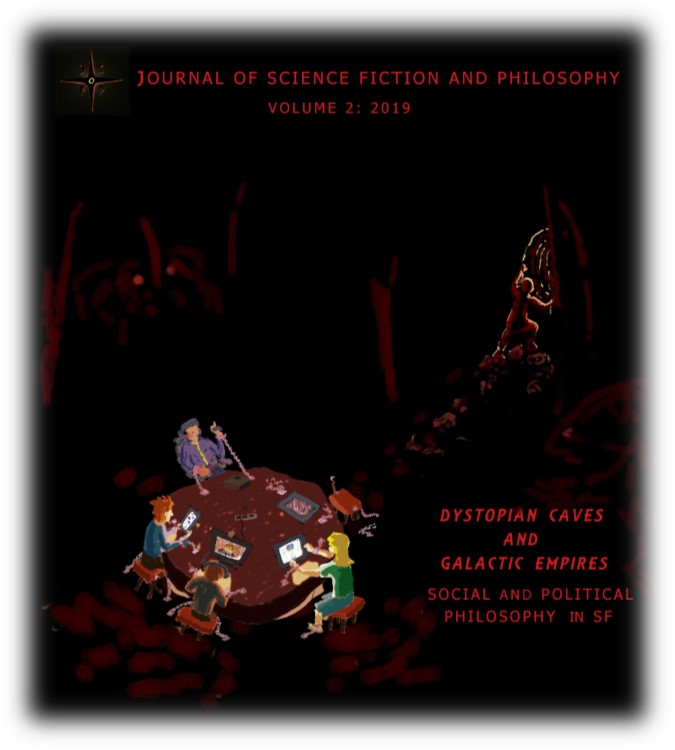 JOURNAL OF SCIENCE FICTION AND PHILOSOPHY
VOLUME 2: 2019
DYSTOPIAN CAVES
AND
GALACTIC EMPIRES
SOCIAL AND POLITICAL
PHILOSOPHY IN SF